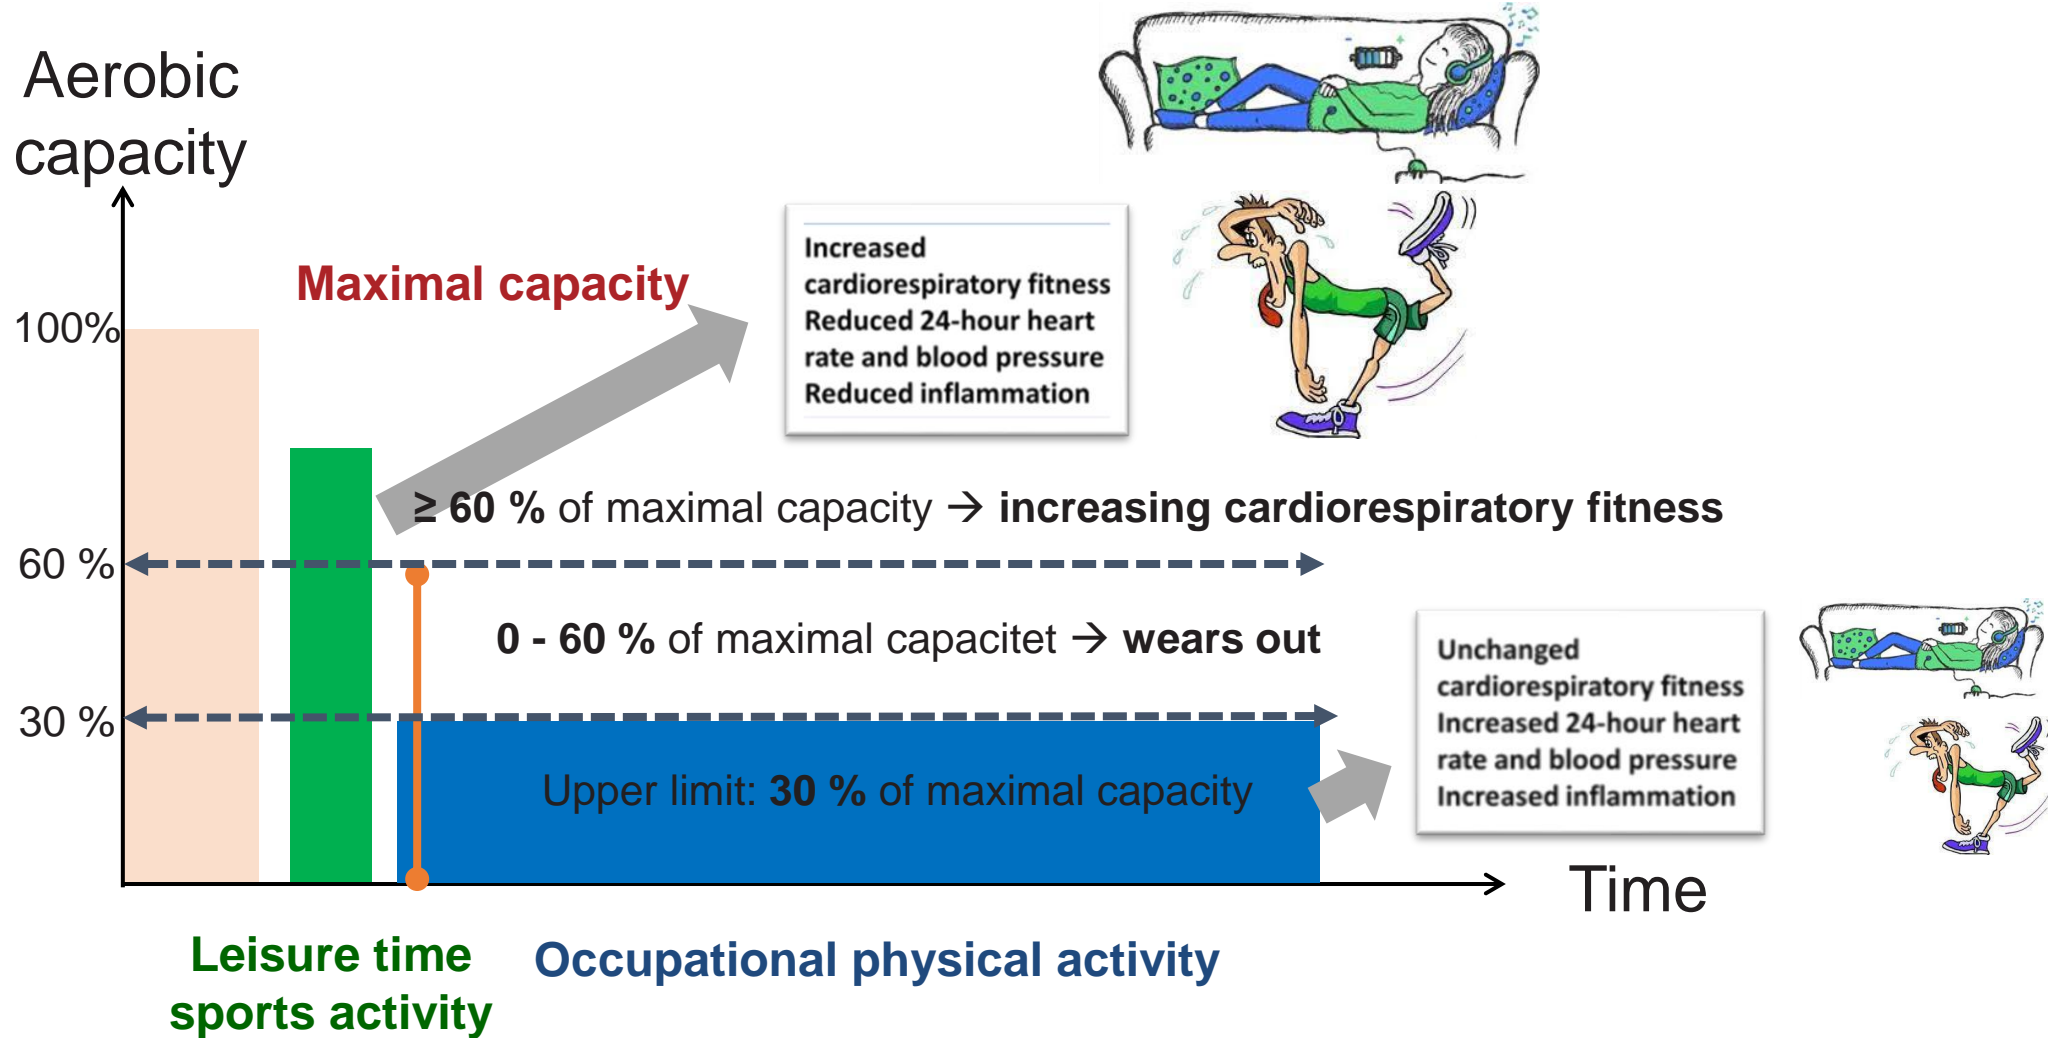 Aerobic
capacity
Maximal capacity
100%
Increased
cardiorespiratory fitness
Reduced 24-hour heart
rate and blood pressure
Reduced inflammation
≥ 60 % of maximal capacity → increasing cardiorespiratory fitness
60 %
0 - 60 % of maximal capacitet → wears out
30 %
Unchanged
cardiorespiratory fitness
Increased 24-hour heart
rate and blood pressure
Increased inflammation
Upper limit: 30 % of maximal capacity
Time
Leisure time
sports activity
Occupational physical activity